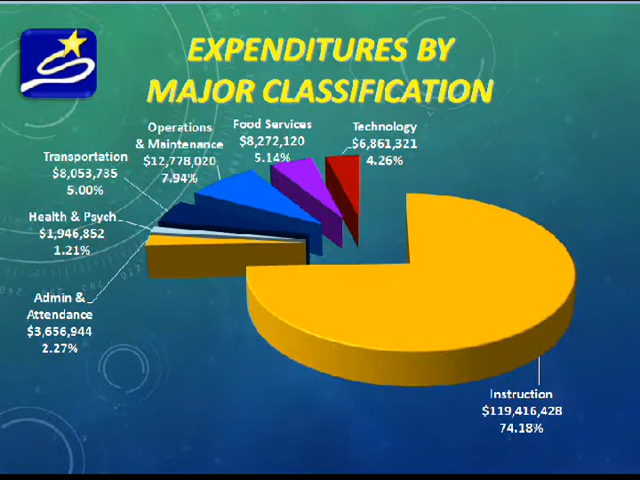 EXPENDITURES BY
MAJOR CLASSIFICATION
Operations
& Maintenance
$12,778,020
7.94%
Food Services
$8,272,120
5.14%
Technology
$6,861,321
4.26%
Transportation
$8,053,735
5.00%
Health & Psych
$1,946,852
1.21%
Admin &
Attendance
$3,656,944
2.27%
Instruction
$119,416,428
74.18%